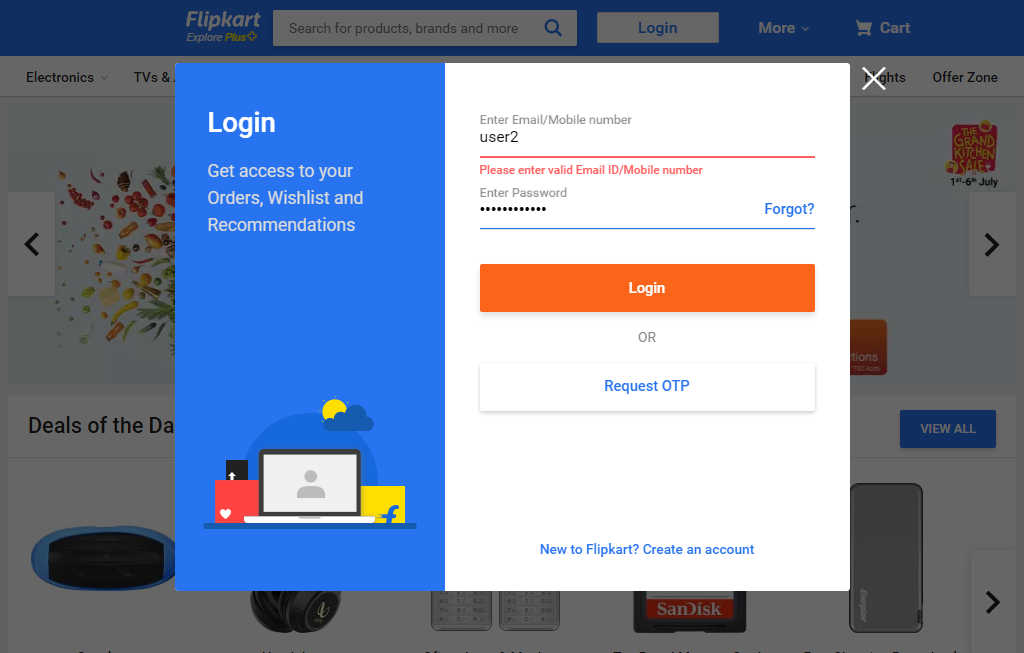 Flipkart
Explore Plus
Search for products, brands and more
Login
More
Cart
Electronics
TVs &
Flights
Offer Zone
Login
Get access to your
Orders, Wishlist and
Recommendations
Enter Email/Mobile number
user2
Please enter valid Email ID/Mobile number
Enter Password
••••••••••••
Forgot?
Login
OR
Request OTP
New to Flipkart? Create an account
THE
GRAND
KITCHEN
SALE
1st-6th July
*T&C Apply
Deals of the Da
VIEW ALL
SanDisk
Energizer